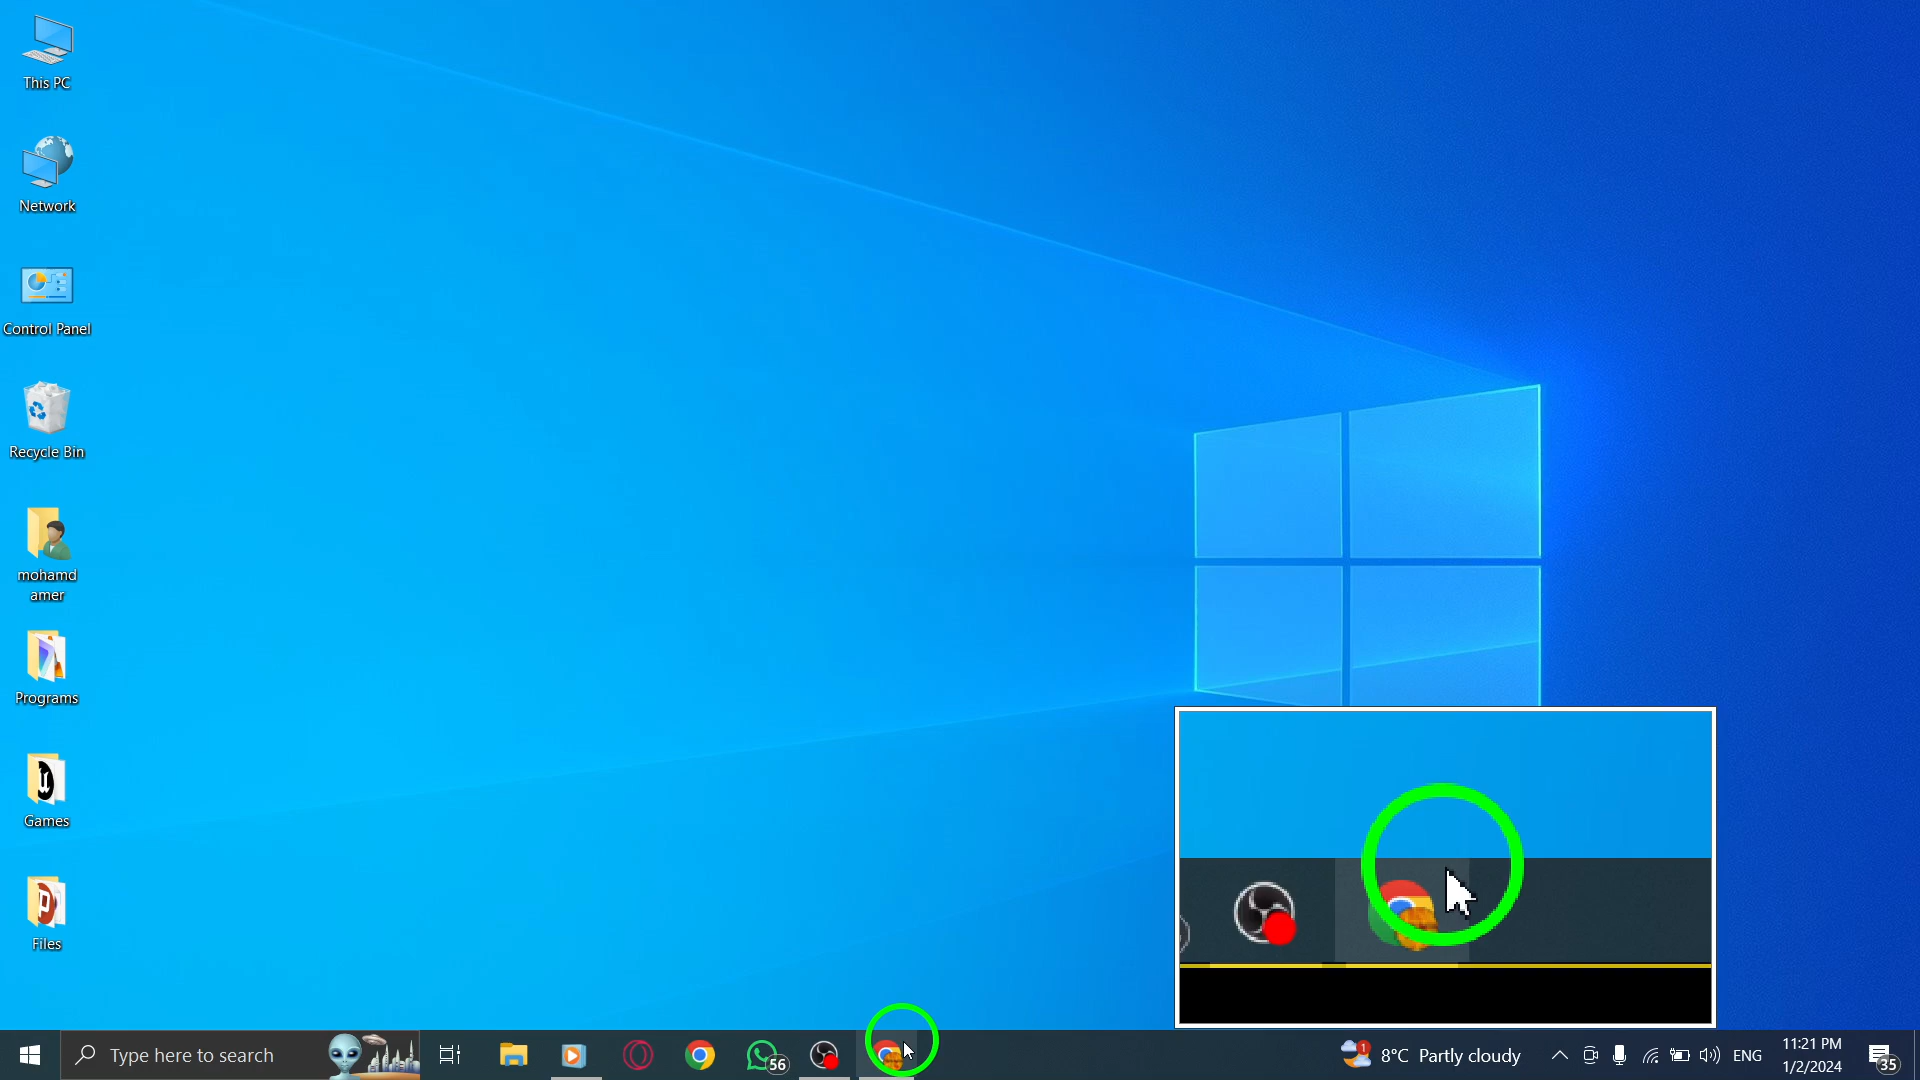 This PC
Network
Control Panel
Recycle Bin
mohamd
amer
Programs
Games
Files
Type here to search
56
1
8°C Partly cloudy
ENG
11:21 PM
1/2/2024
35